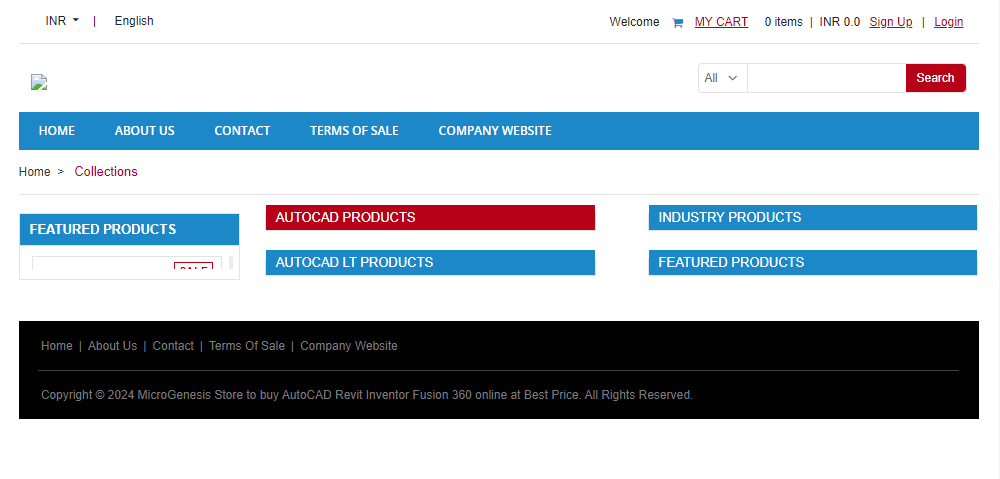 INR | English
Welcome MY CART 0 items | INR 0.0 Sign Up | Login
All Search
HOME ABOUT US CONTACT TERMS OF SALE COMPANY WEBSITE
Home > Collections
FEATURED PRODUCTS
SALE
AUTOCAD PRODUCTS
INDUSTRY PRODUCTS
AUTOCAD LT PRODUCTS
FEATURED PRODUCTS
Home | About Us | Contact | Terms Of Sale | Company Website
Copyright © 2024 MicroGenesis Store to buy AutoCAD Revit Inventor Fusion 360 online at Best Price. All Rights Reserved.